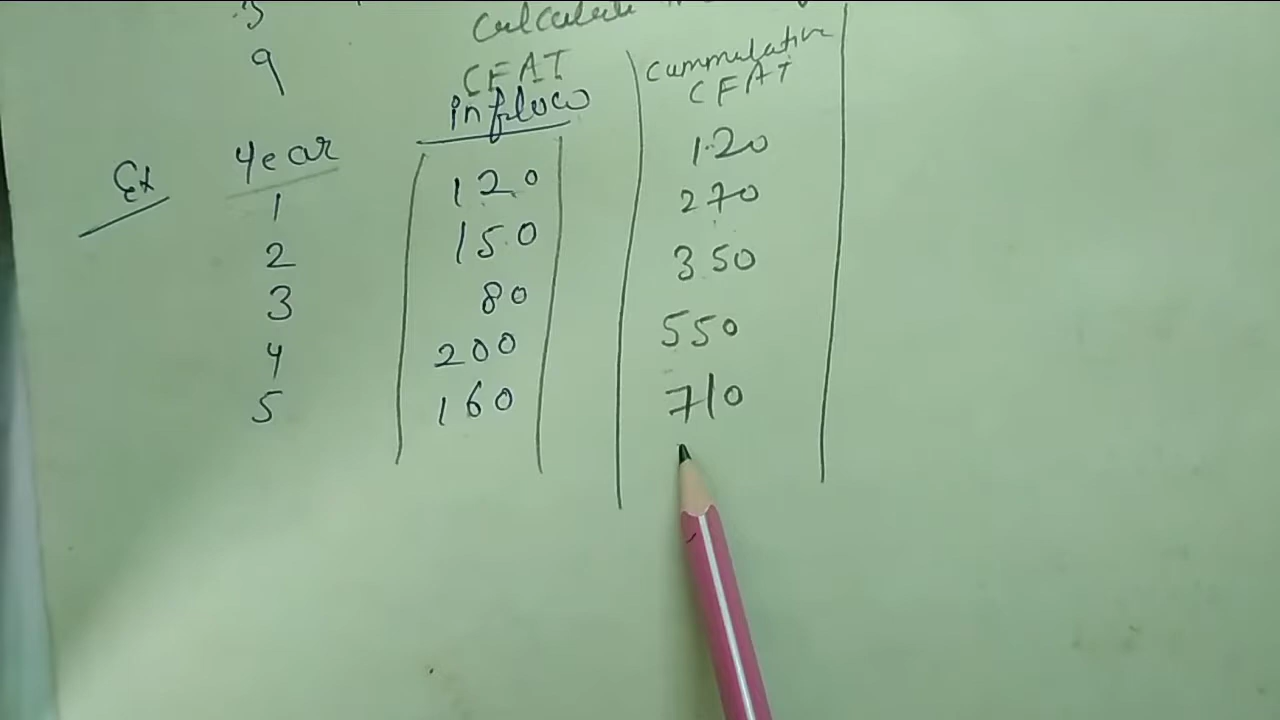 9
Calculate
CFAT Cummulative
inflow CFAT
Ex Year 120
1 120 270
2 150 350
3 80 550
4 200 710
5 160